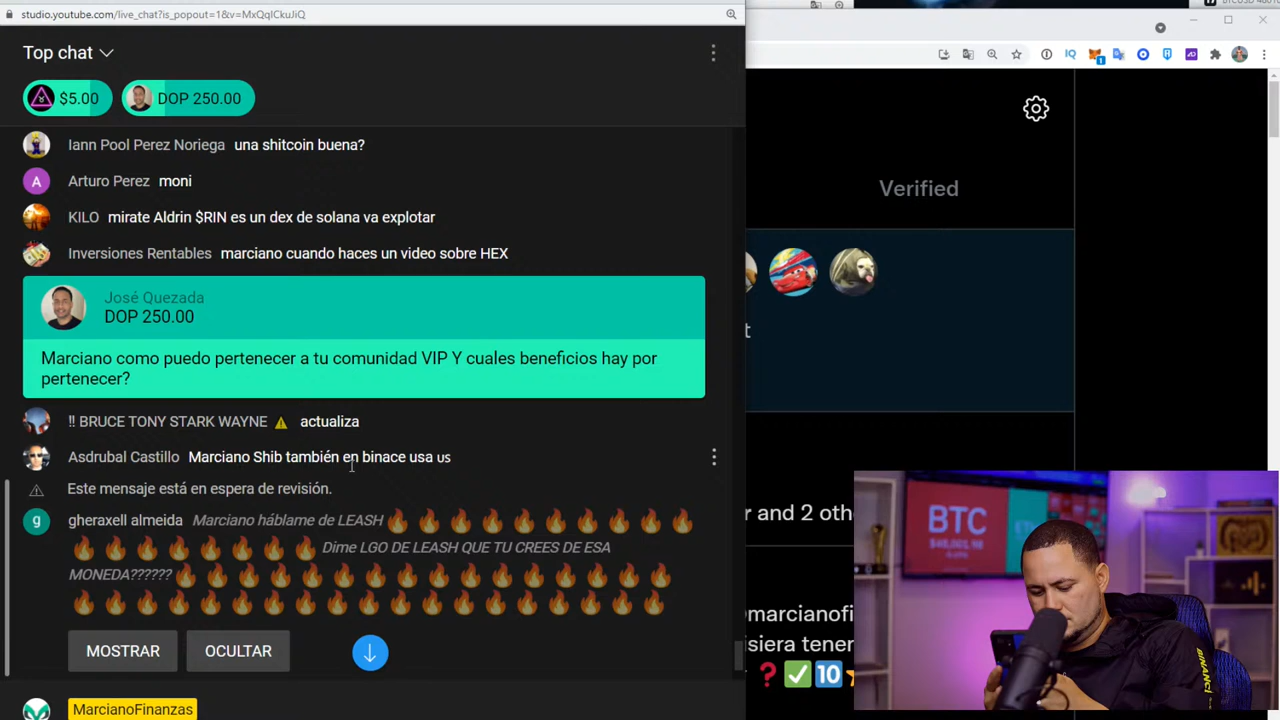 studio.youtube.com/live_chat?is_popout=1&v=MxQqlCkuJiQ
Top chat
$5.00
DOP 250.00
Iann Pool Perez Noriega una shitcoin buena?
A Arturo Perez moni
KILO mirate Aldrin $RIN es un dex de solana va explotar
Inversiones Rentables marciano cuando haces un video sobre HEX
José Quezada
DOP 250.00
Marciano como puedo pertenecer a tu comunidad VIP Y cuales beneficios hay por
pertenecer?
!! BRUCE TONY STARK WAYNE ⚠ actualiza
Asdrubal Castillo Marciano Shib también en binace usa us
Este mensaje está en espera de revisión.
g gheraxell almeida Marciano háblame de LEASH 🔥🔥🔥🔥🔥🔥🔥🔥🔥🔥
🔥🔥🔥🔥🔥🔥🔥🔥 Dime LGO DE LEASH QUE TU CREES DE ESA
MONEDA?????? 🔥🔥🔥🔥🔥🔥🔥🔥🔥🔥🔥🔥🔥🔥🔥🔥
🔥🔥🔥🔥🔥🔥🔥🔥🔥🔥🔥🔥🔥🔥🔥🔥🔥🔥🔥
MOSTRAR
OCULTAR
MarcianoFinanzas
IQ
1
Verified
t
r and 2 othe
marcianofi
isiera tener
❓✅🔟
BTC
BINANC